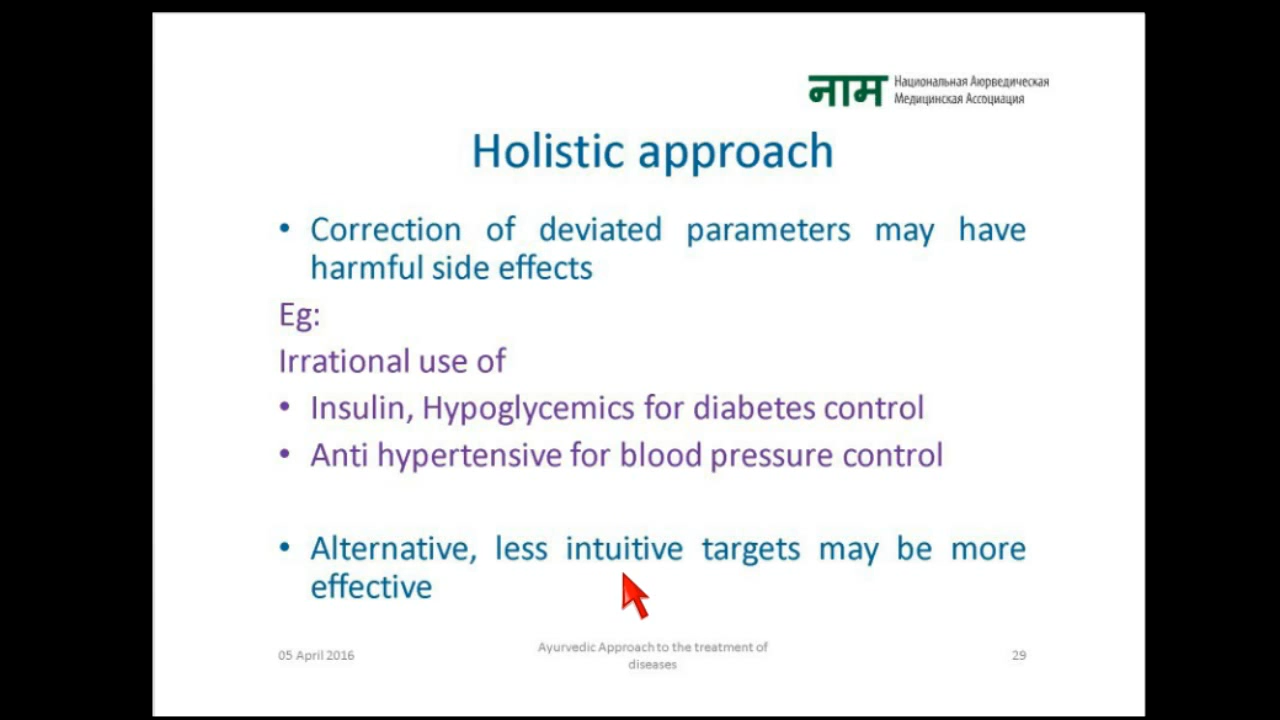 नाम Национальная Аюрведическая
Медицинская Ассоциация
Holistic approach
• Correction of deviated parameters may have
harmful side effects
Eg:
Irrational use of
• Insulin, Hypoglycemics for diabetes control
• Anti hypertensive for blood pressure control
• Alternative, less intuitive targets may be more
effective
05 April 2016
Ayurvedic Approach to the treatment of
diseases
29